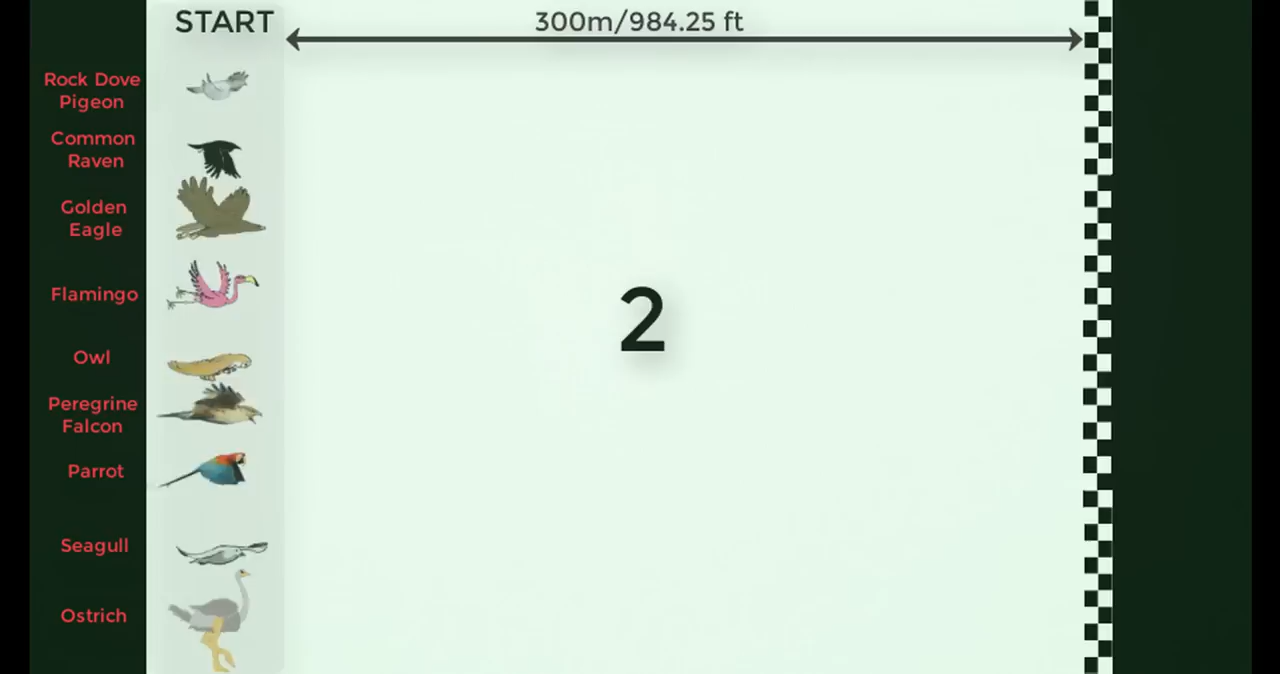 START
300m/984.25 ft
Rock Dove
Pigeon
Common
Raven
Golden
Eagle
Flamingo
2
Owl
Peregrine
Falcon
Parrot
Seagull
Ostrich